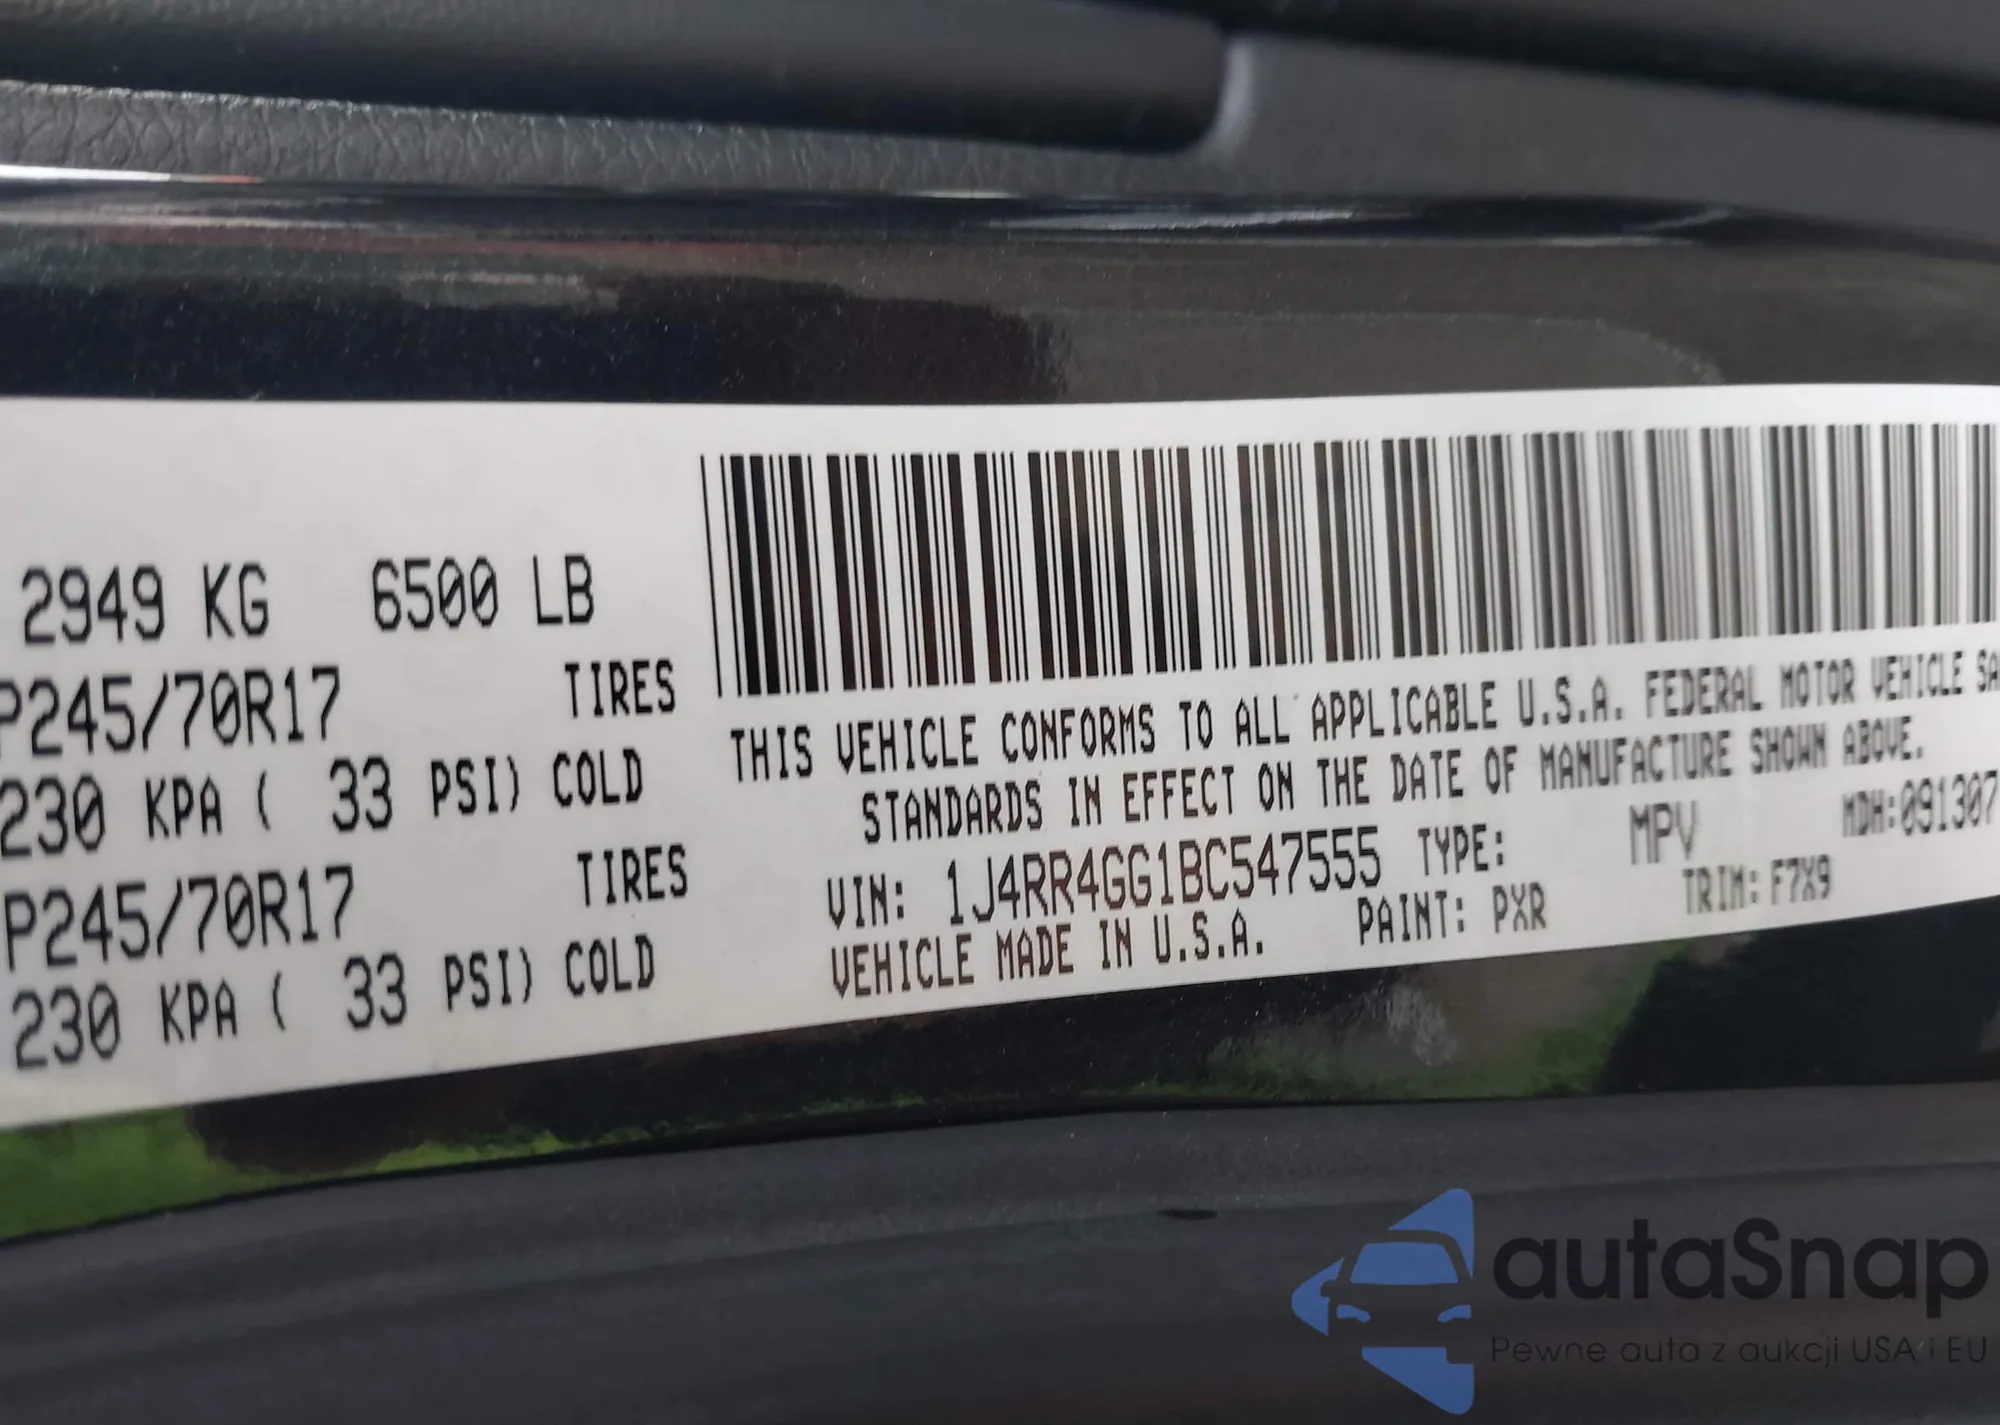 2949 KG 6500 LB
P245/70R17 TIRES
230 KPA ( 33 PSI) COLD
P245/70R17 TIRES
230 KPA ( 33 PSI) COLD
THIS VEHICLE CONFORMS TO ALL APPLICABLE U.S.A. FEDERAL MOTOR VEHICLE SA
STANDARDS IN EFFECT ON THE DATE OF MANUFACTURE SHOWN ABOVE.
VIN: 1J4RR4GG1BC547555 TYPE: MPV MDH:091307
VEHICLE MADE IN U.S.A. PAINT: PXR TRIM: F7X9
autaSnap
Pewne auta z aukcji USA i EU